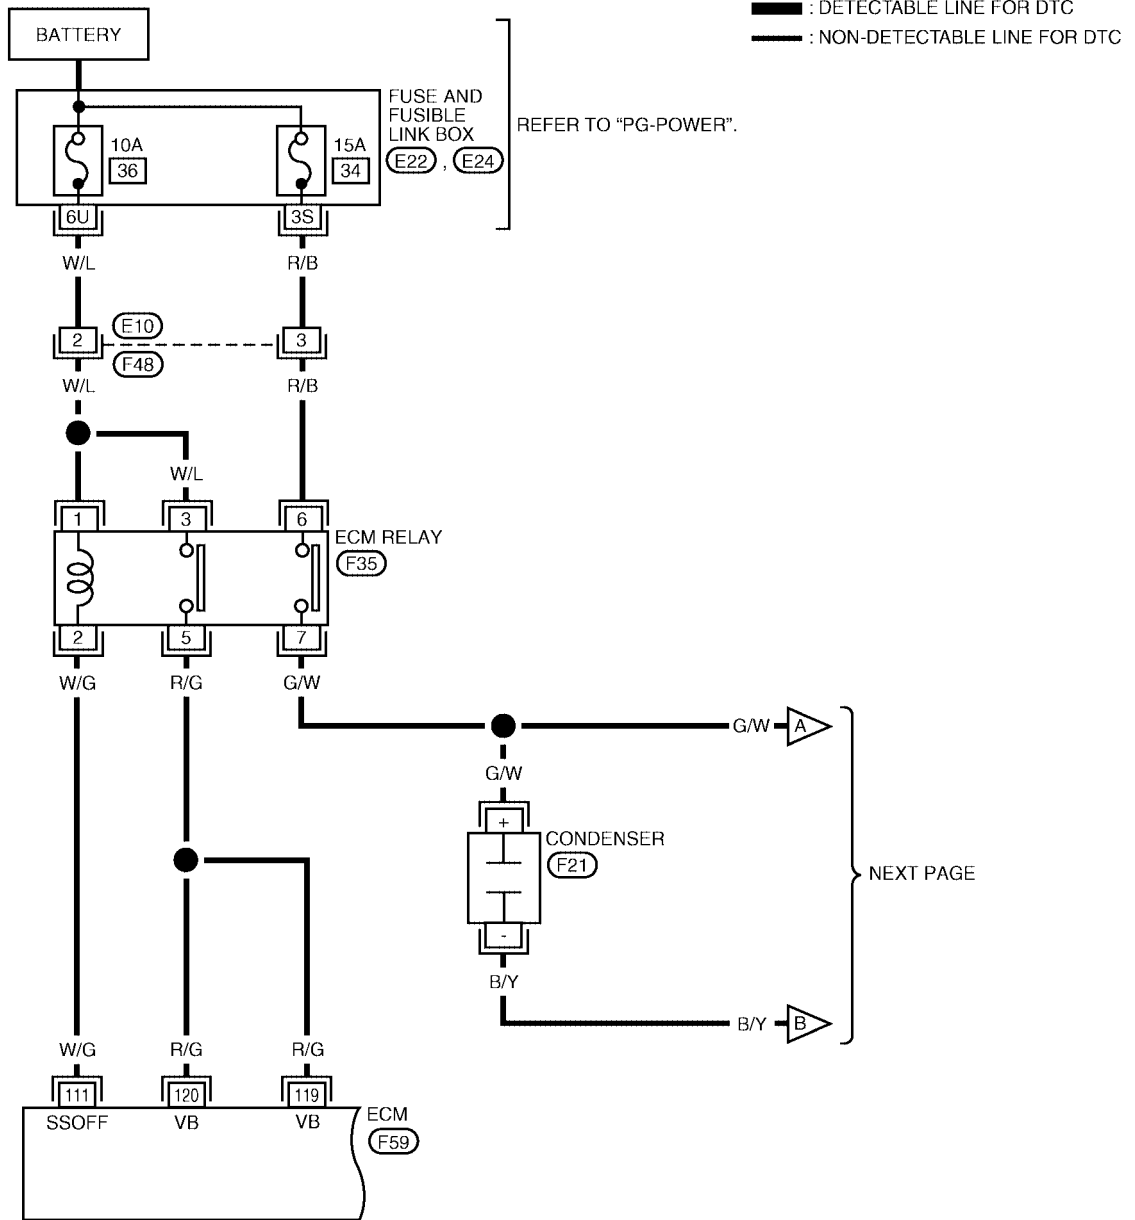 : DETECTABLE LINE FOR DTC
: NON-DETECTABLE LINE FOR DTC
BATTERY
FUSE AND
FUSIBLE
LINK BOX
E22 , E24
REFER TO “PG-POWER”.
10A
36
15A
34
6U
3S
W/L
R/B
2
E10
F48
3
W/L
R/B
W/L
1
3
6
ECM RELAY
F35
2
5
7
W/G
R/G
G/W
G/W
A
G/W
+
CONDENSER
F21
-
NEXT PAGE
B/Y
B/Y
B
W/G
R/G
R/G
111
120
119
SSOFF
VB
VB
ECM
F59